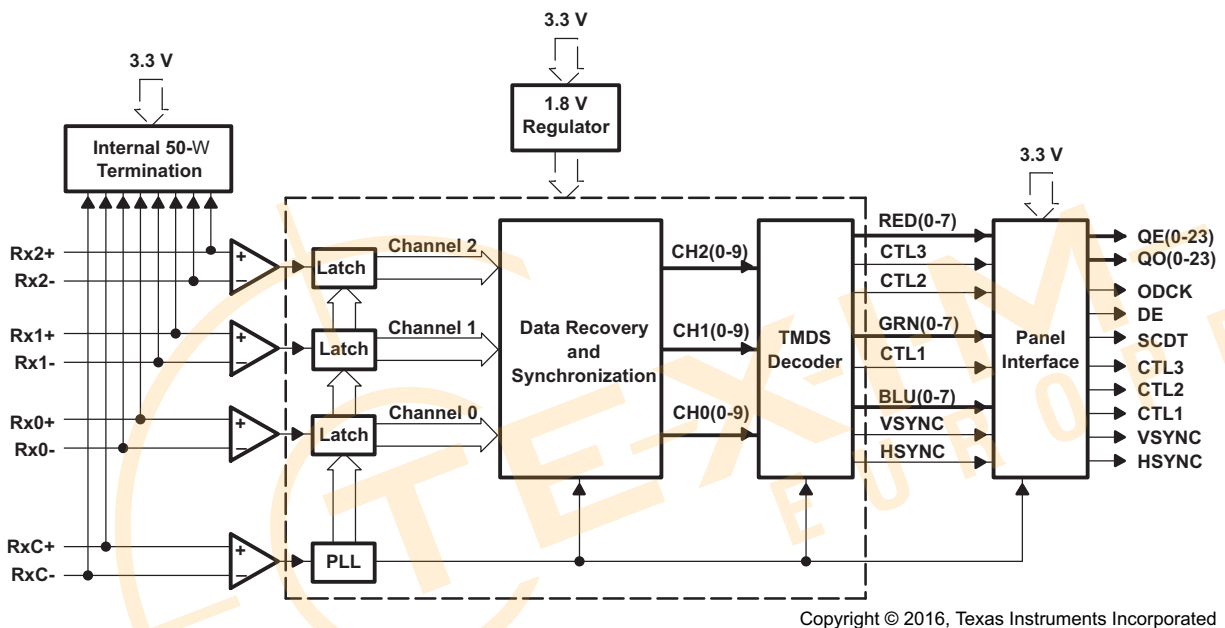 3.3 V
3.3 V
1.8 V
Regulator
Internal 50-W
Termination
3.3 V
Rx2+
Rx2-
Rx1+
Rx1-
Rx0+
Rx0-
RxC+
RxC-
+
−
+
−
+
−
+
−
Latch
Latch
Latch
PLL
Channel 2
Channel 1
Channel 0
Data Recovery
and
Synchronization
CH2(0-9)
CH1(0-9)
CH0(0-9)
TMDS
Decoder
RED(0-7)
CTL3
CTL2
GRN(0-7)
CTL1
BLU(0-7)
VSYNC
HSYNC
Panel
Interface
QE(0-23)
QO(0-23)
ODCK
DE
SCDT
CTL3
CTL2
CTL1
VSYNC
HSYNC
TEXIM
EUROPE
Copyright © 2016, Texas Instruments Incorporated